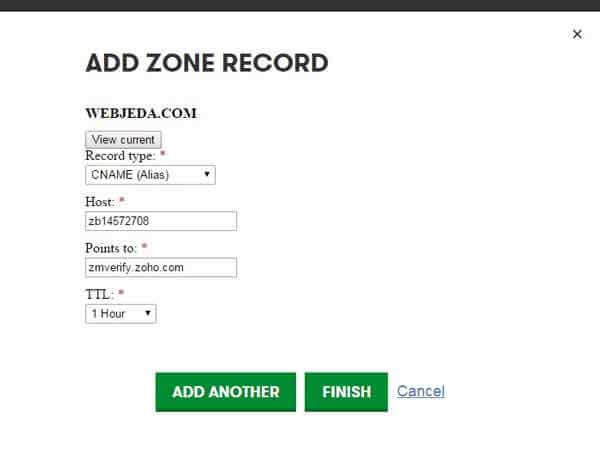 ×
ADD ZONE RECORD
WEBJEDA.COM
View current
Record type: *
CNAME (Alias)
Host: *
zb14572708
Points to: *
zmverify.zoho.com
TTL: *
1 Hour
ADD ANOTHER FINISH Cancel